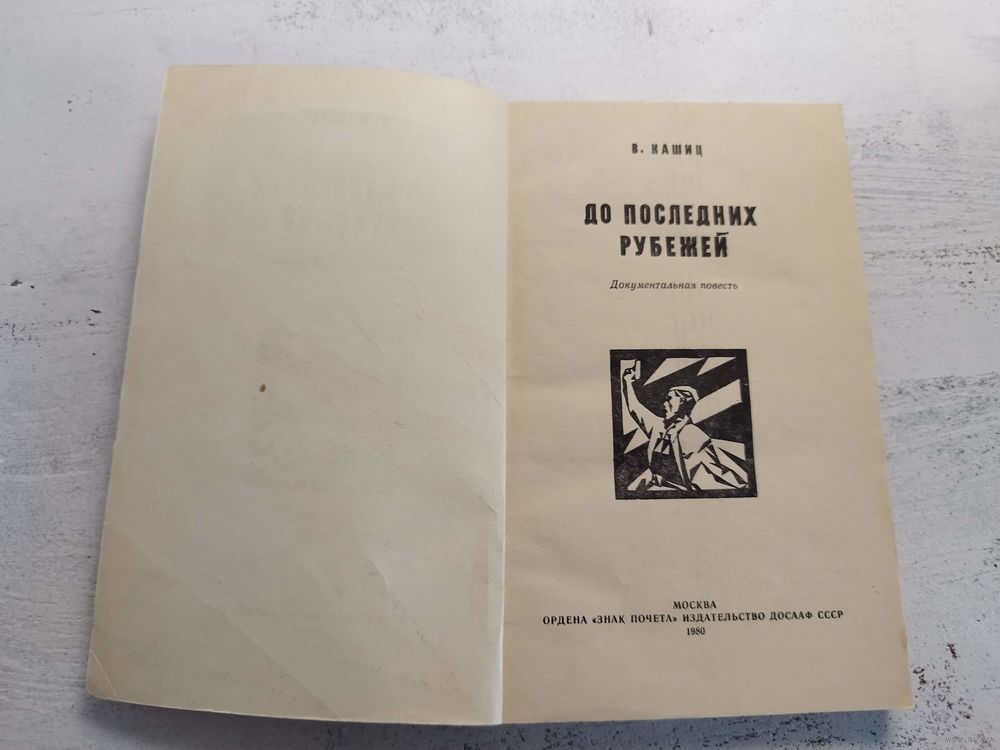 В. КАШИЦ
ДО ПОСЛЕДНИХ
РУБЕЖЕЙ
Документальная повесть
МОСКВА
ОРДЕНА «ЗНАК ПОЧЕТА» ИЗДАТЕЛЬСТВО ДОСААФ СССР
1980